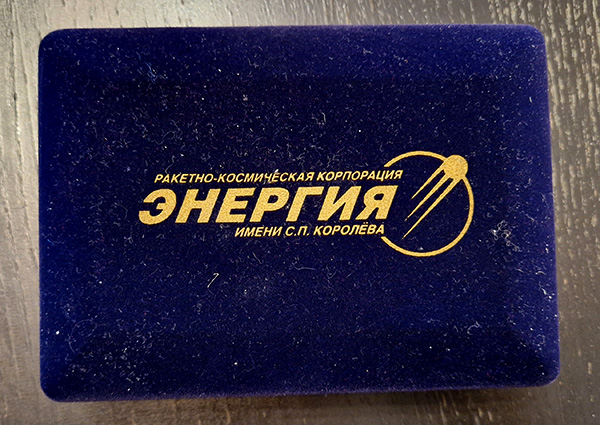 РАКЕТНО-КОСМИЧЕСКАЯ КОРПОРАЦИЯ
ЭНЕРГИЯ
ИМЕНИ С.П. КОРОЛЁВА